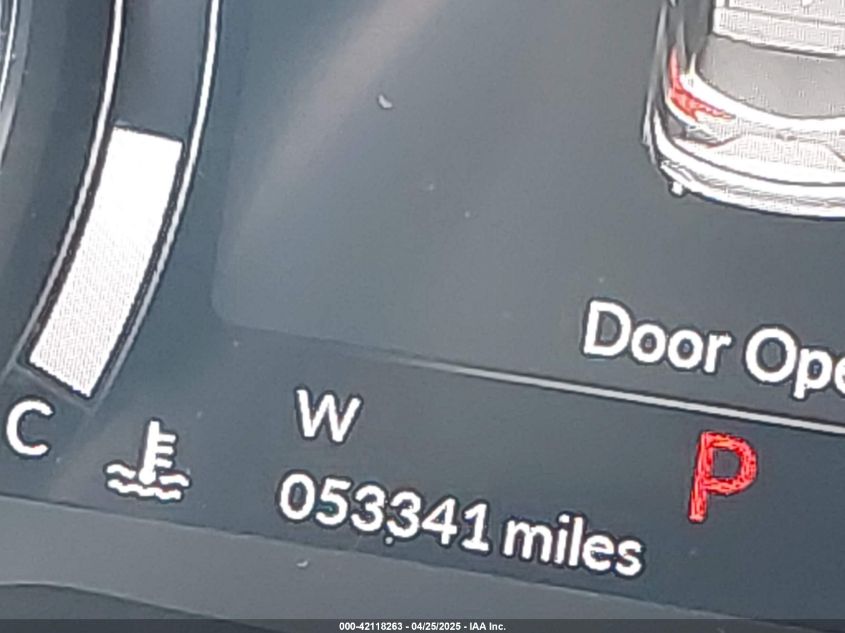 Door Ope
C
W
P
053341 miles
000-42118263 - 04/25/2025 - IAA Inc.